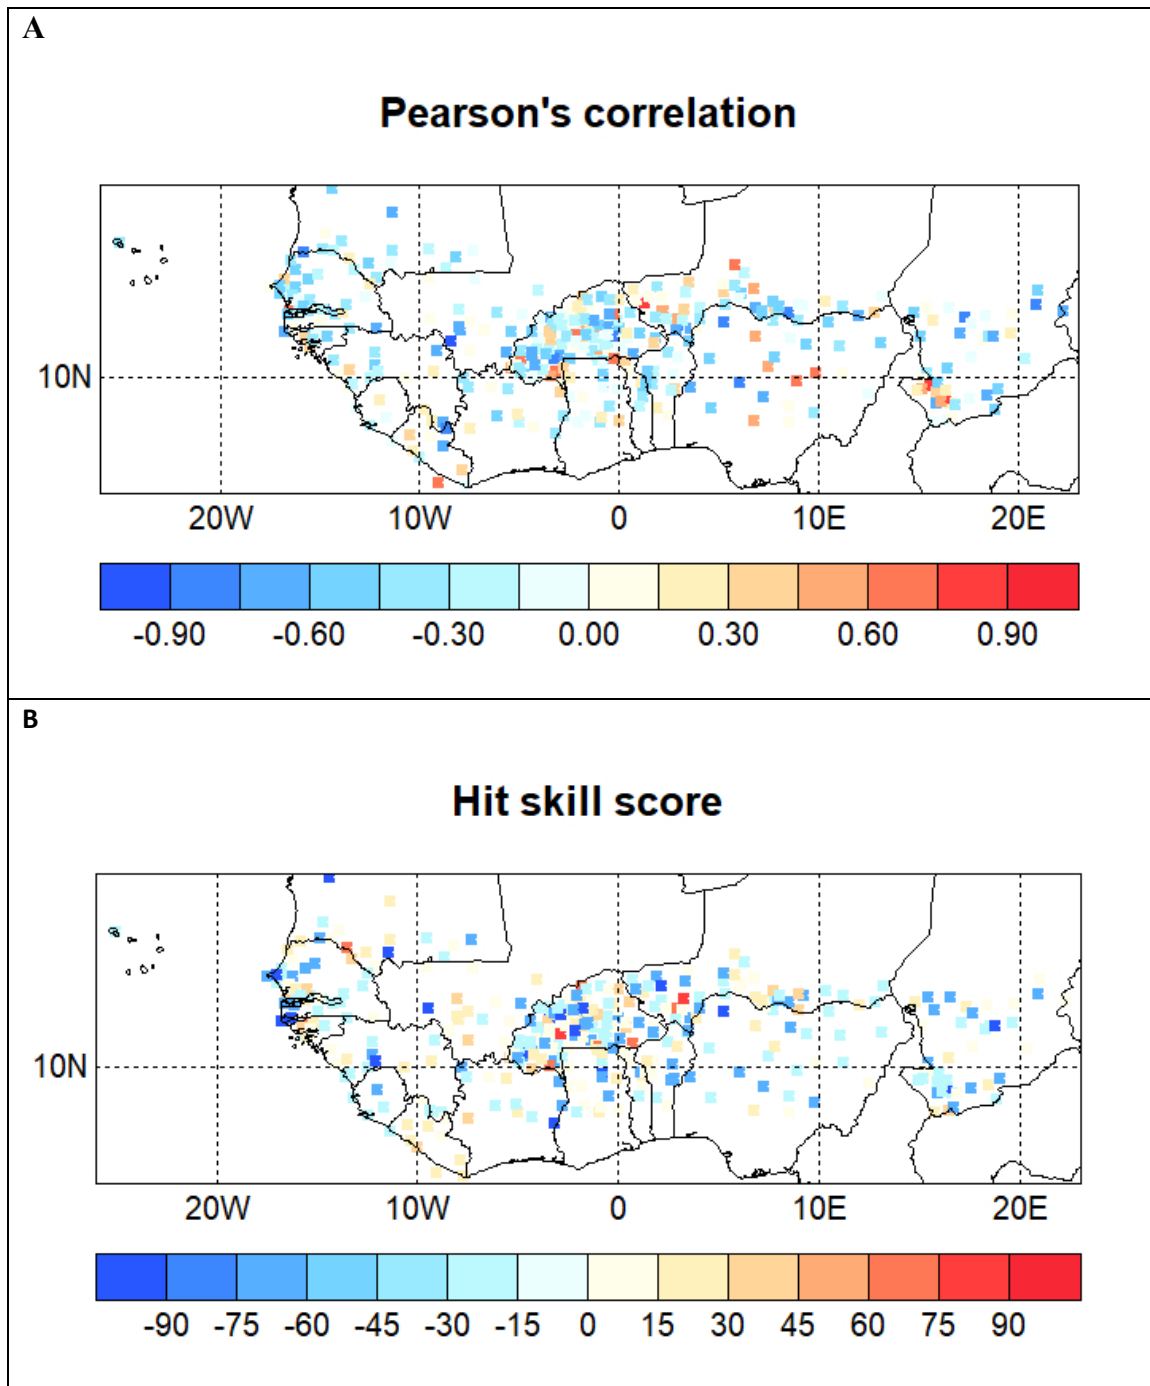 A
Pearson's correlation
10N
20W 10W 0 10E 20E
-0.90 -0.60 -0.30 0.00 0.30 0.60 0.90
B
Hit skill score
10N
20W 10W 0 10E 20E
-90 -75 -60 -45 -30 -15 0 15 30 45 60 75 90